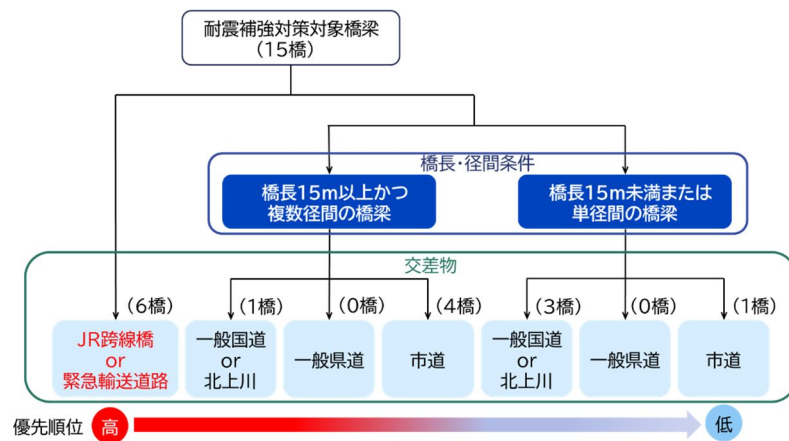 耐震補強対策対象橋梁
(15橋)
橋長・径間条件
橋長15m以上かつ
複数径間の橋梁
橋長15m未満または
単径間の橋梁
交差物
(6橋)
(1橋)
(0橋)
(4橋)
(3橋)
(0橋)
(1橋)
JR跨線橋
or
緊急輸送道路
一般国道
or
北上川
一般県道
市道
一般国道
or
北上川
一般県道
市道
優先順位
高
低